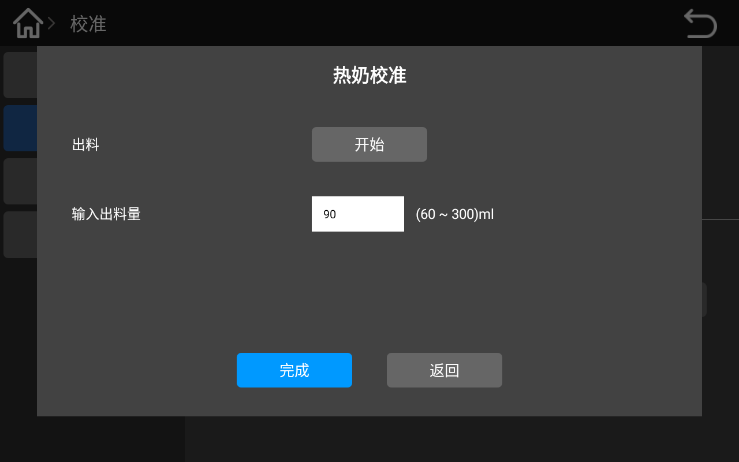 校准
热奶校准
出料
开始
输入出料量
90
(60 ~ 300)ml
完成
返回